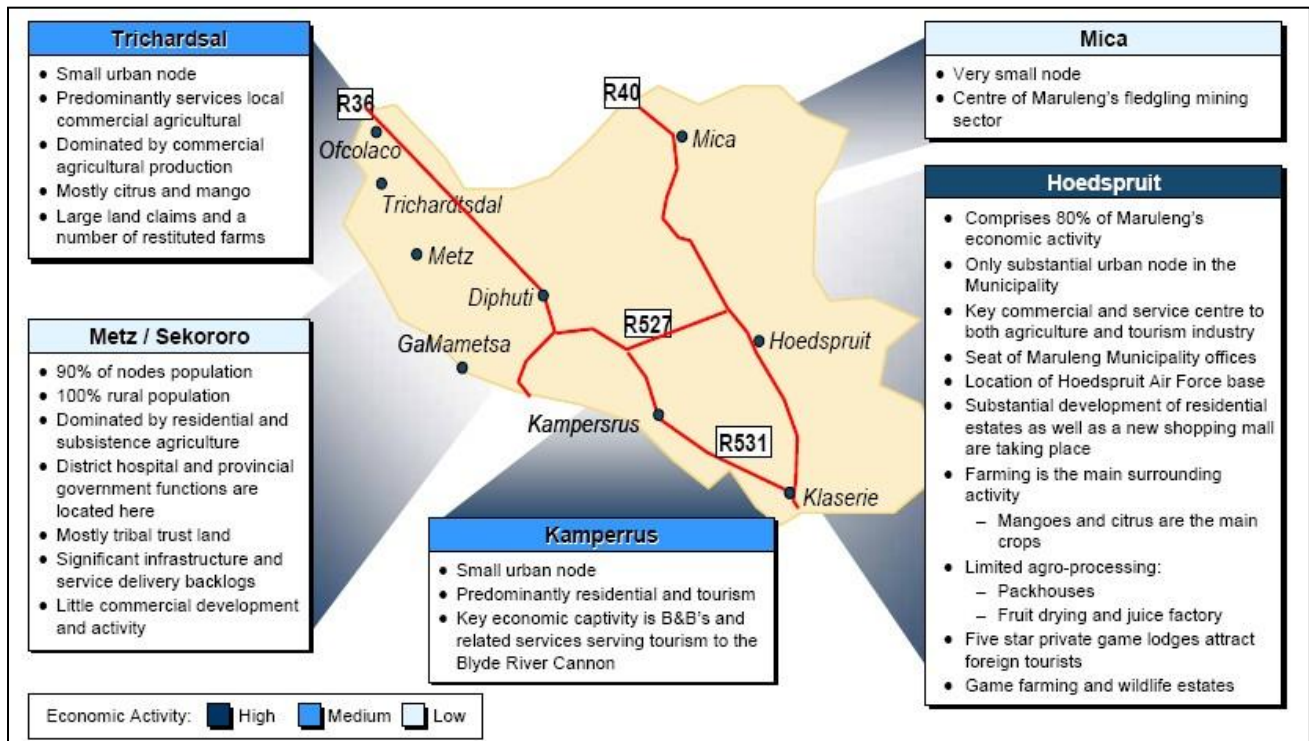 Trichardsal
● Small urban node
● Predominantly services local
commercial agricultural
● Dominated by commercial
agricultural production
● Mostly citrus and mango
● Large land claims and a
number of restituted farms
Metz / Sekororo
● 90% of nodes population
● 100% rural population
● Dominated by residential and
subsistence agriculture
● District hospital and provincial
government functions are
located here
● Mostly tribal trust land
● Significant infrastructure and
service delivery backlogs
● Little commercial development
and activity
R36
Ofcolaco
Trichardtsdal
Metz
Diphuti
GaMametsa
R40
Mica
R527
Hoedspruit
Kampersrus
R531
Klaserie
Kamperrus
● Small urban node
● Predominantly residential and tourism
● Key economic captivity is B&B's and
related services serving tourism to the
Blyde River Cannon
Mica
● Very small node
● Centre of Maruleng's fledgling mining
sector
Hoedspruit
● Comprises 80% of Maruleng's
economic activity
● Only substantial urban node in the
Municipality
● Key commercial and service centre to
both agriculture and tourism industry
● Seat of Maruleng Municipality offices
● Location of Hoedspruit Air Force base
● Substantial development of residential
estates as well as a new shopping mall
are taking place
● Farming is the main surrounding
activity
– Mangoes and citrus are the main
crops
● Limited agro-processing:
– Packhouses
– Fruit drying and juice factory
● Five star private game lodges attract
foreign tourists
● Game farming and wildlife estates
Economic Activity: High Medium Low